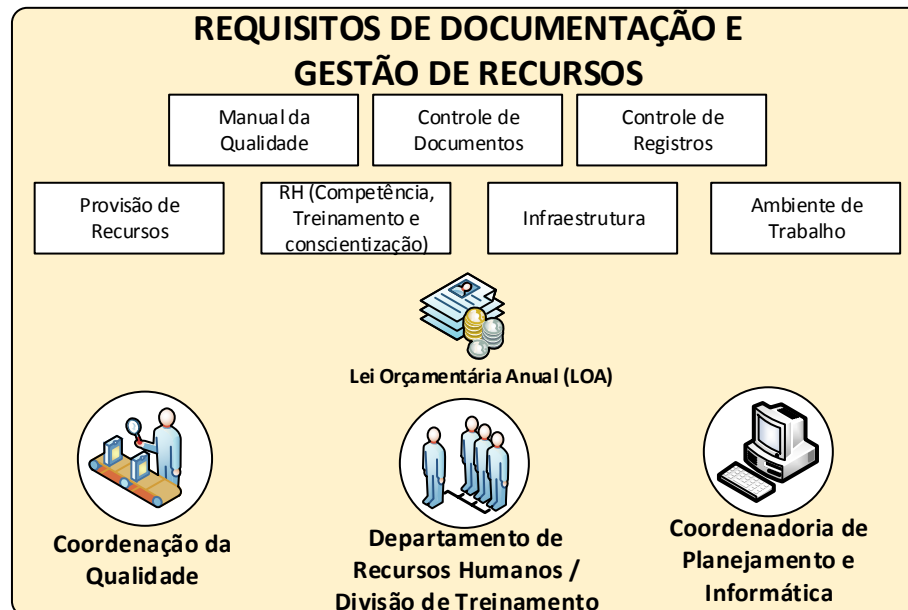 REQUISITOS DE DOCUMENTAÇÃO E
GESTÃO DE RECURSOS
Manual da
Qualidade
Controle de
Documentos
Controle de
Registros
Provisão de
Recursos
RH (Competência,
Treinamento e
conscientização)
Infraestrutura
Ambiente de
Trabalho
Lei Orçamentária Anual (LOA)
Coordenação da
Qualidade
Departamento de
Recursos Humanos /
Divisão de Treinamento
Coordenadoria de
Planejamento e
Informática